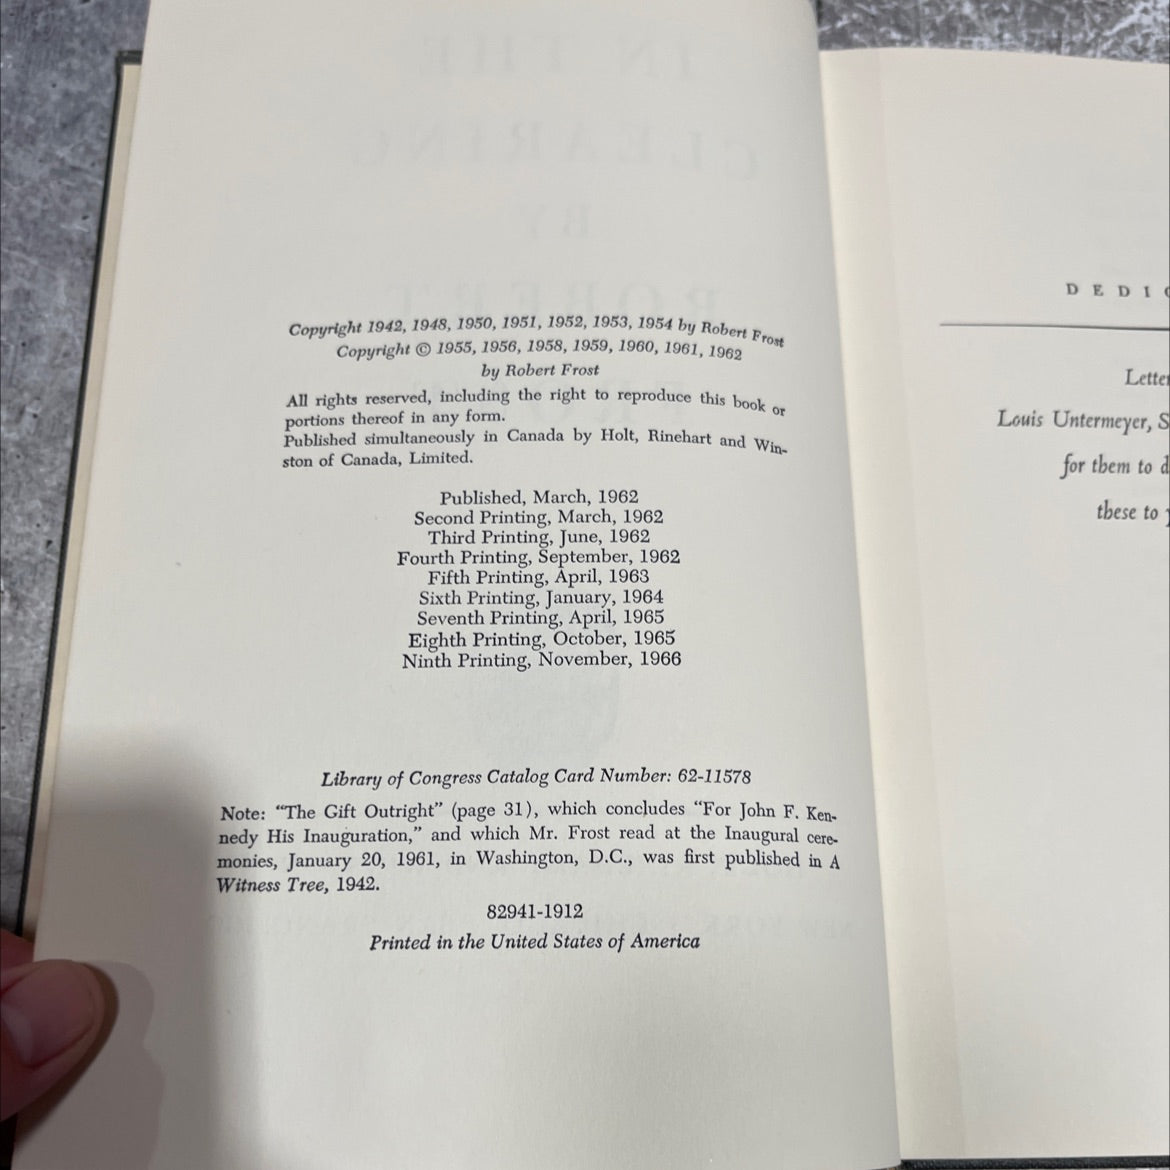 Copyright 1942, 1948, 1950, 1951, 1952, 1953, 1954 by Robert Frost
Copyright © 1955, 1956, 1958, 1959, 1960, 1961, 1962
by Robert Frost
All rights reserved, including the right to reproduce this book or
portions thereof in any form.
Published simultaneously in Canada by Holt, Rinehart and Win-
ston of Canada, Limited.
Published, March, 1962
Second Printing, March, 1962
Third Printing, June, 1962
Fourth Printing, September, 1962
Fifth Printing, April, 1963
Sixth Printing, January, 1964
Seventh Printing, April, 1965
Eighth Printing, October, 1965
Ninth Printing, November, 1966
Library of Congress Catalog Card Number: 62-11578
Note: “The Gift Outright” (page 31), which concludes “For John F. Ken-
nedy His Inauguration,” and which Mr. Frost read at the Inaugural cere-
monies, January 20, 1961, in Washington, D.C., was first published in A
Witness Tree, 1942.
82941-1912
Printed in the United States of America
DEDIC
Letter
Louis Untermeyer, S
for them to d
these to